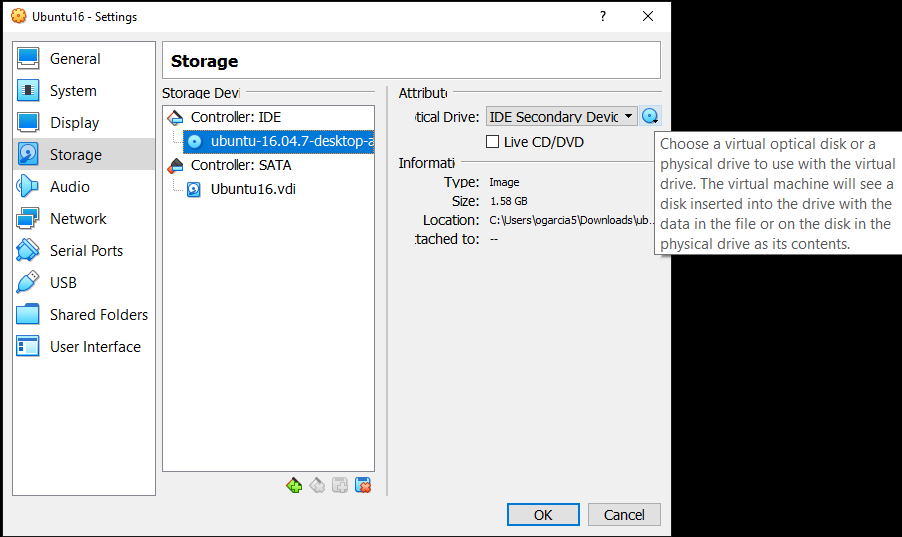 Ubuntu16 - Settings
?
General
System
Display
Storage
Audio
Network
Serial Ports
USB
Shared Folders
User Interface
Storage
Storage Devi
Controller: IDE
ubuntu-16.04.7-desktop-a
Controller: SATA
Ubuntu16.vdi
Attribute
tical Drive: IDE Secondary Devic
Live CD/DVD
Informati
Type: Image
Size: 1.58 GB
Location: C:\Users\ogarcia5\Downloads\ub...
tached to: --
Choose a virtual optical disk or a
physical drive to use with the virtual
drive. The virtual machine will see a
disk inserted into the drive with the
data in the file or on the disk in the
physical drive as its contents.
OK
Cancel